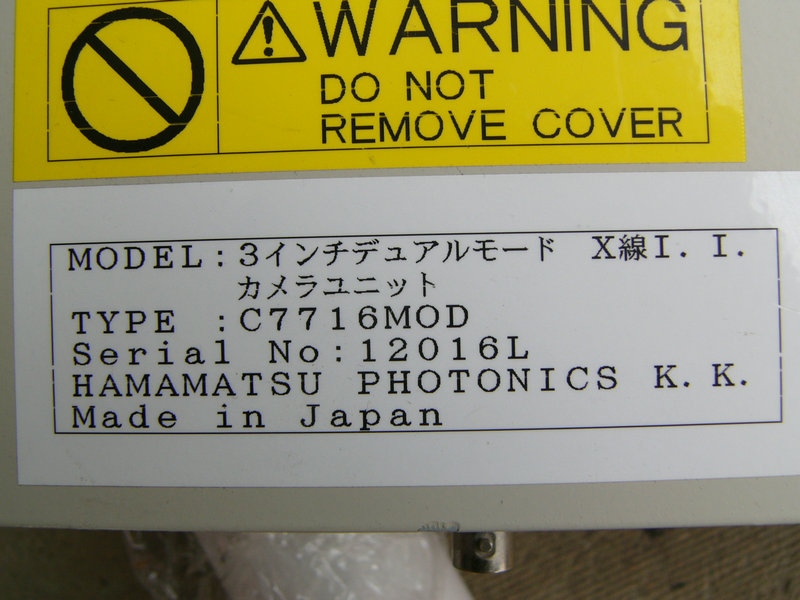 WARNING
DO NOT
REMOVE COVER
MODEL:3インチデュアルモード X線I.I.
カメラユニット
TYPE :C7716MOD
Serial No:12016L
HAMAMATSU PHOTONICS K.K.
Made in Japan